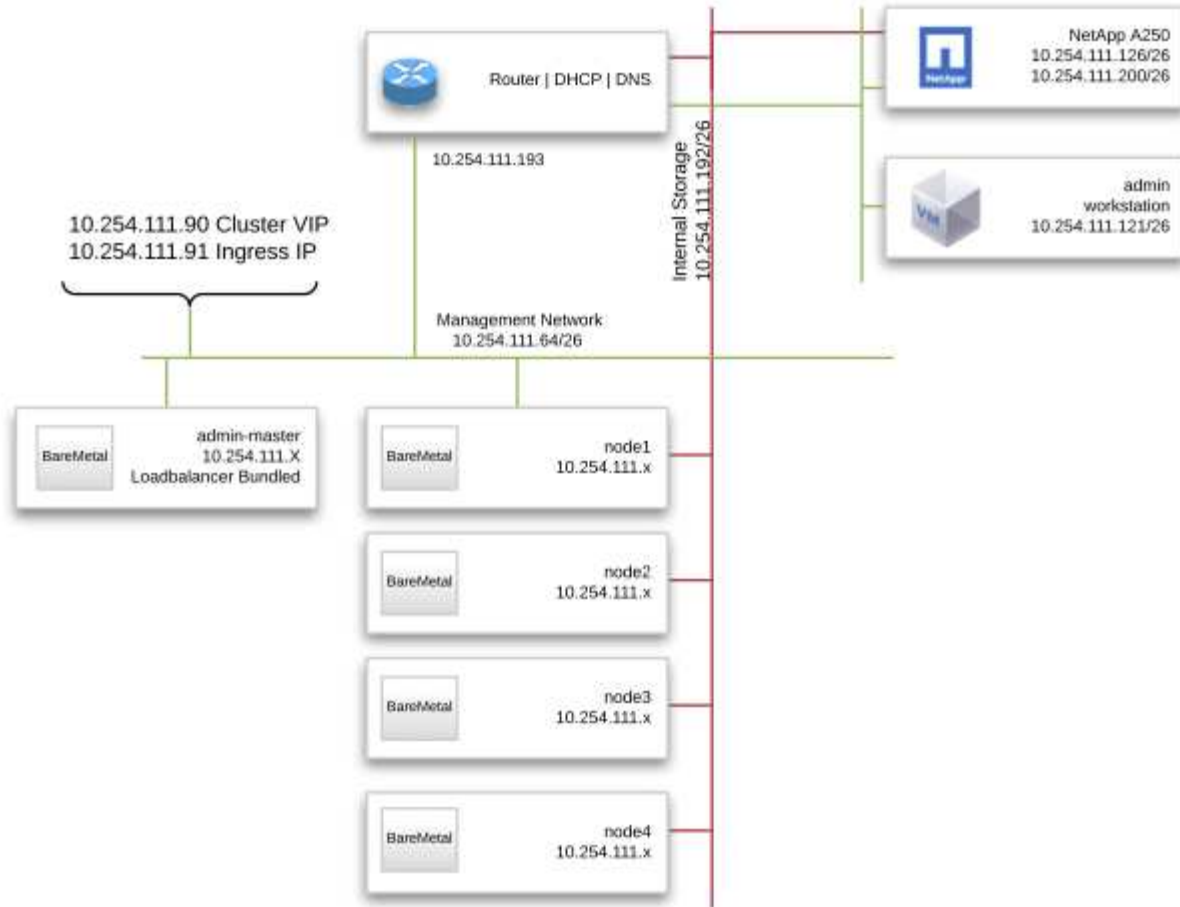 NetApp A250
10.254.111.126/26
10.254.111.200/26
NetApp
Router | DHCP | DNS
10.254.111.193
Internal Storage
10.254.111.192/26
VM
admin
workstation
10.254.111.121/26
10.254.111.90 Cluster VIP
10.254.111.91 Ingress IP
Management Network
10.254.111.64/26
BareMetal
admin-master
10.254.111.X
Loadbalancer Bundled
BareMetal
node1
10.254.111.x
BareMetal
node2
10.254.111.x
BareMetal
node3
10.254.111.x
BareMetal
node4
10.254.111.x